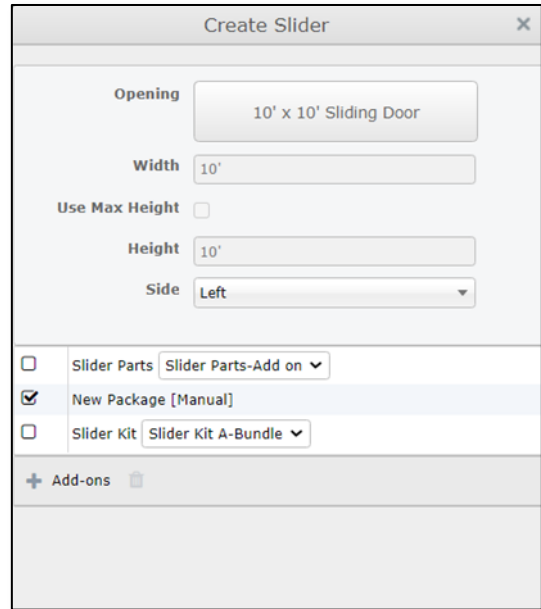 Create Slider
Opening
10' x 10' Sliding Door
Width 10'
Use Max Height
Height 10'
Side Left
Slider Parts Slider Parts-Add on
New Package [Manual]
Slider Kit Slider Kit A-Bundle
Add-ons